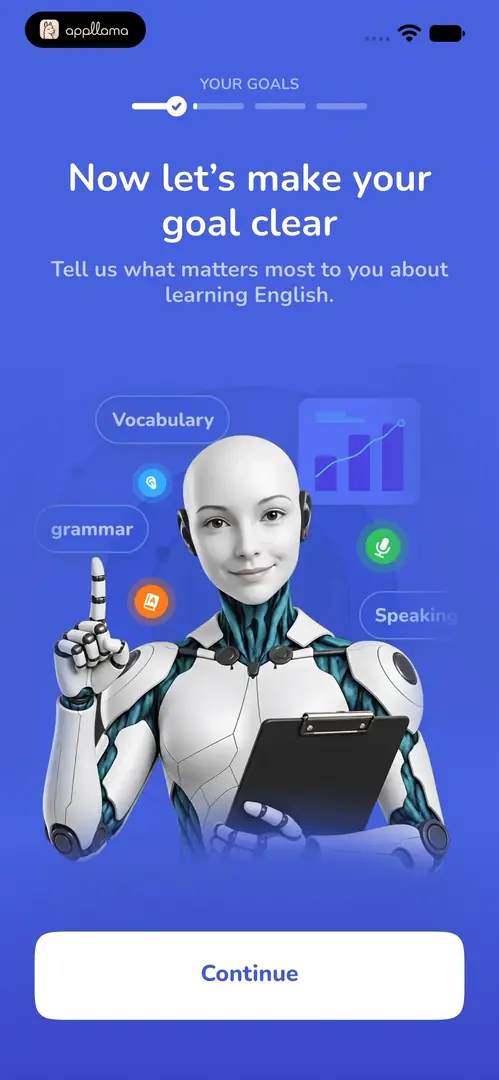 appllama
YOUR GOALS
Now let's make your
goal clear
Tell us what matters most to you about
learning English.
Vocabulary
grammar
A
Speaking
Continue